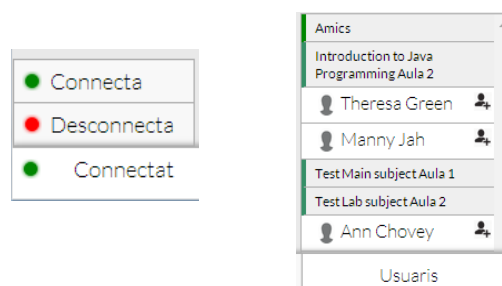 Connecta
Desconnecta
Connectat
Amics
Introduction to Java
Programming Aula 2
Theresa Green
Manny Jah
Test Main subject Aula 1
Test Lab subject Aula 2
Ann Chovey
Usuaris